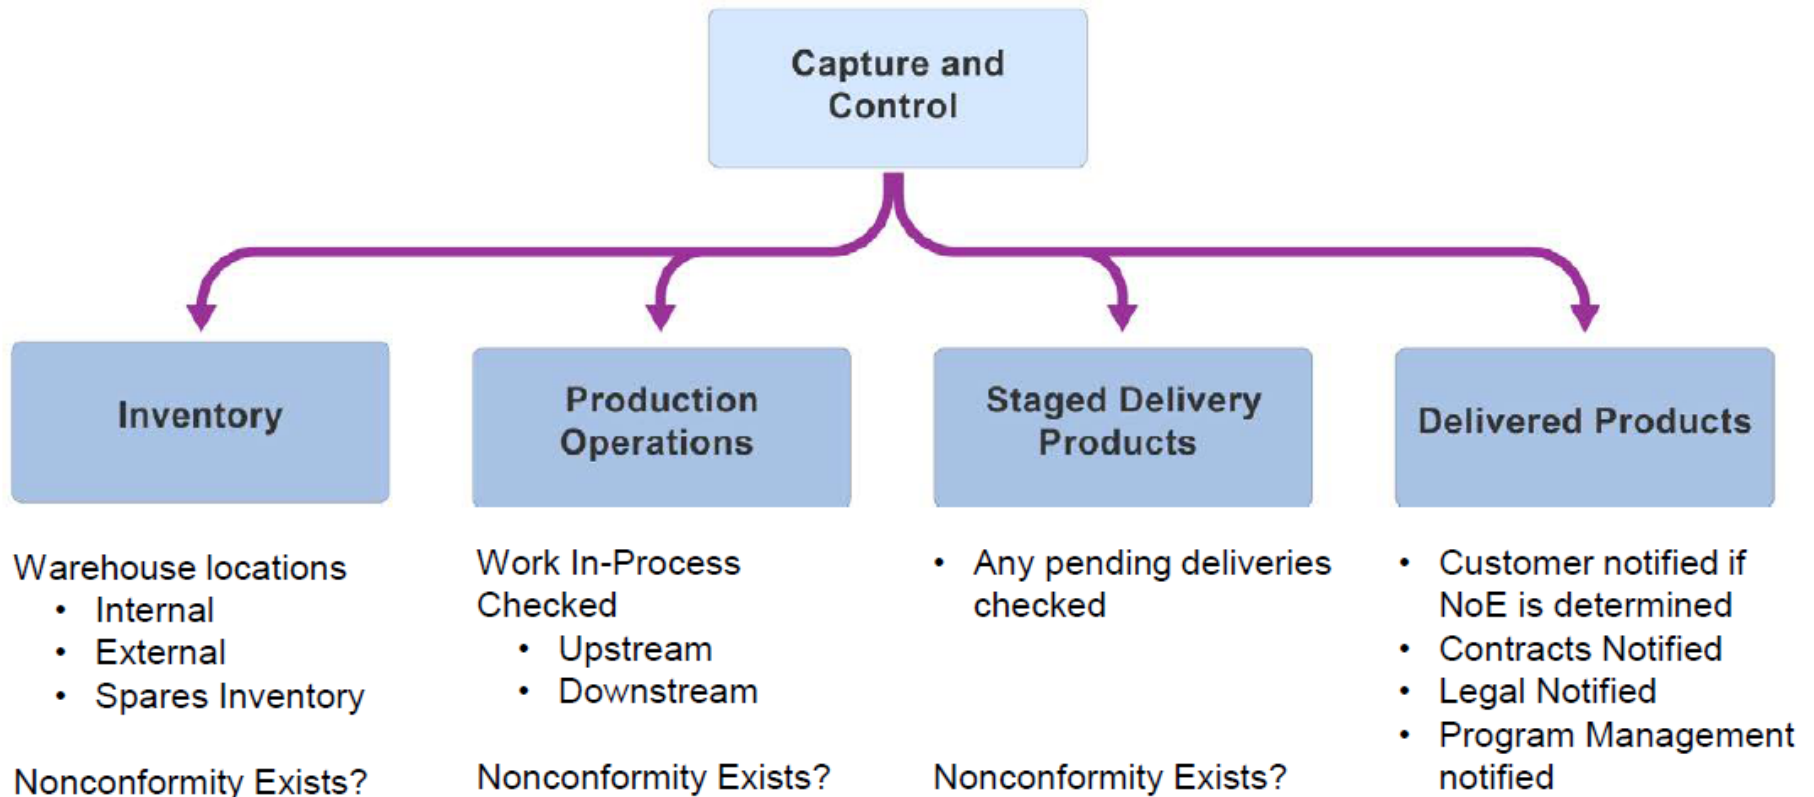 Capture and
Control
Inventory
Production
Operations
Staged Delivery
Products
Delivered Products
Warehouse locations
• Internal
• External
• Spares Inventory
Nonconformity Exists?
Work In-Process
Checked
• Upstream
• Downstream
Nonconformity Exists?
• Any pending deliveries
checked
Nonconformity Exists?
• Customer notified if
NoE is determined
• Contracts Notified
• Legal Notified
• Program Management
notified